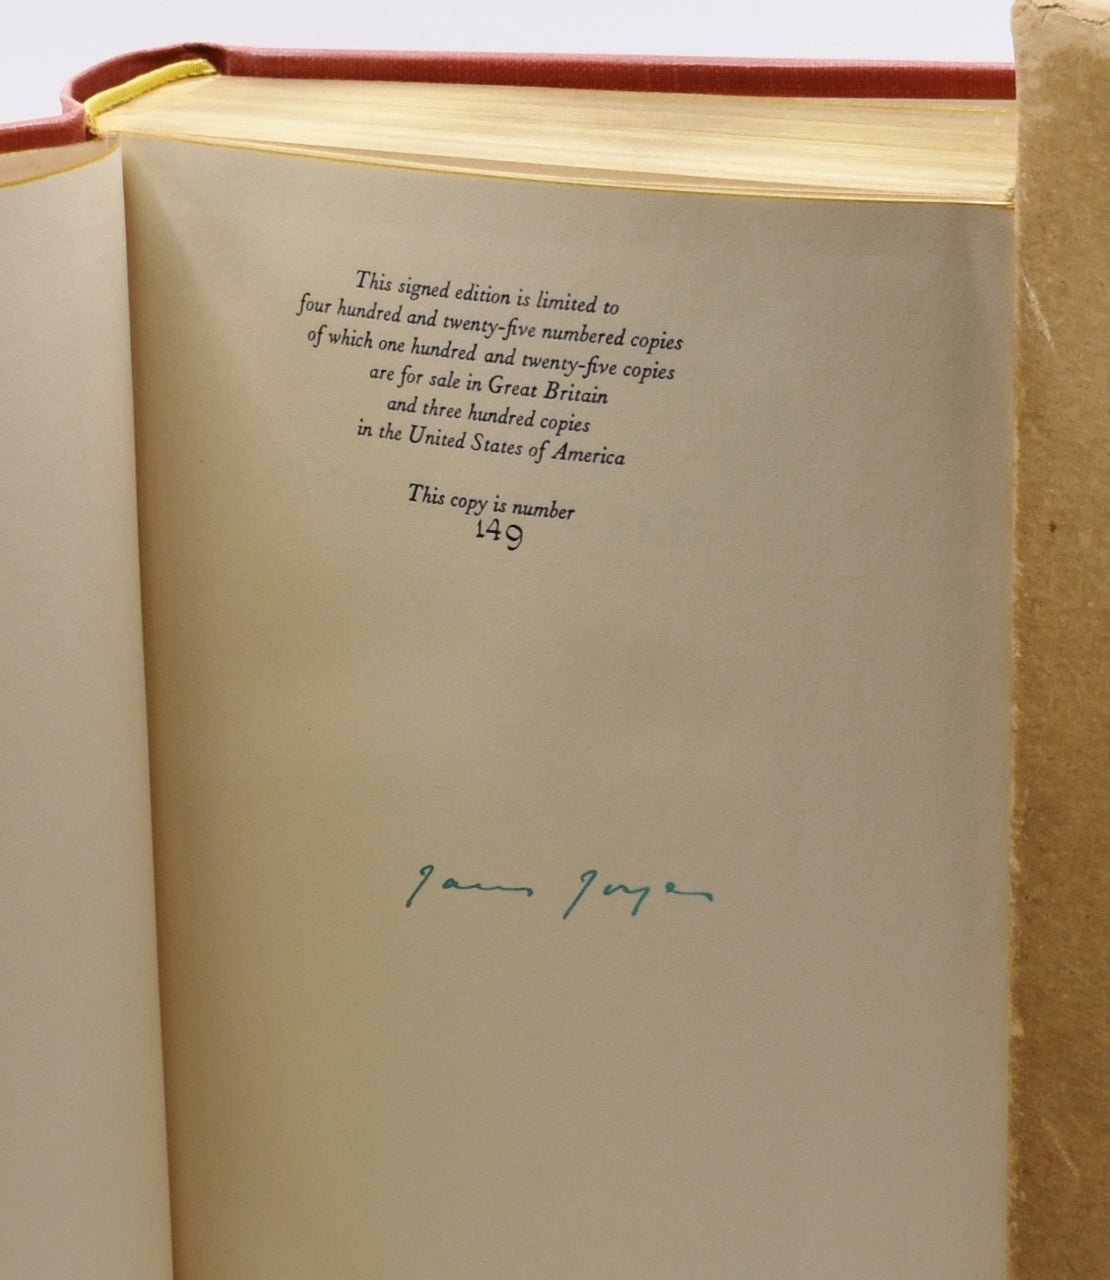 This signed edition is limited to
four hundred and twenty-five numbered copies
of which one hundred and twenty-five copies
are for sale in Great Britain
and three hundred copies
in the United States of America
This copy is number
149
James Joyce